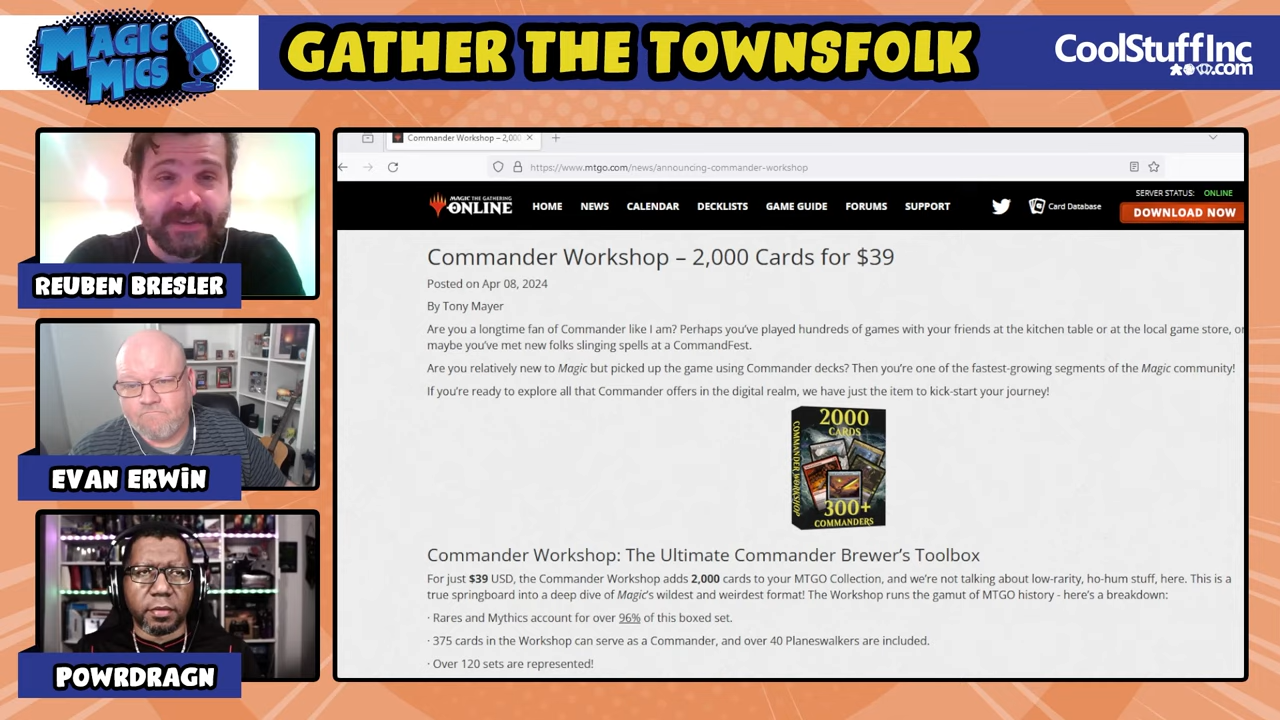 MAGIC
MICS
GATHER THE TOWNSFOLK
CoolStuffInc
.com
REUBEN BRESLER
EVAN ERWIN
POWRDRAGN
Commander Workshop – 2,000
https://www.mtgo.com/news/announcing-commander-workshop
MAGIC THE GATHERING
ONLINE
HOME NEWS CALENDAR DECKLISTS GAME GUIDE FORUMS SUPPORT
Card Database
SERVER STATUS: ONLINE
DOWNLOAD NOW
Commander Workshop – 2,000 Cards for $39
Posted on Apr 08, 2024
By Tony Mayer
Are you a longtime fan of Commander like I am? Perhaps you've played hundreds of games with your friends at the kitchen table or at the local game store, or
maybe you've met new folks slinging spells at a CommandFest.
Are you relatively new to Magic but picked up the game using Commander decks? Then you're one of the fastest-growing segments of the Magic community!
If you're ready to explore all that Commander offers in the digital realm, we have just the item to kick-start your journey!
2000
CARDS
COMMANDER WORKSHOP
300+
COMMANDERS
Commander Workshop: The Ultimate Commander Brewer's Toolbox
For just $39 USD, the Commander Workshop adds 2,000 cards to your MTGO Collection, and we're not talking about low-rarity, ho-hum stuff, here. This is a
true springboard into a deep dive of Magic's wildest and weirdest format! The Workshop runs the gamut of MTGO history - here's a breakdown:
· Rares and Mythics account for over 96% of this boxed set.
· 375 cards in the Workshop can serve as a Commander, and over 40 Planeswalkers are included.
· Over 120 sets are represented!